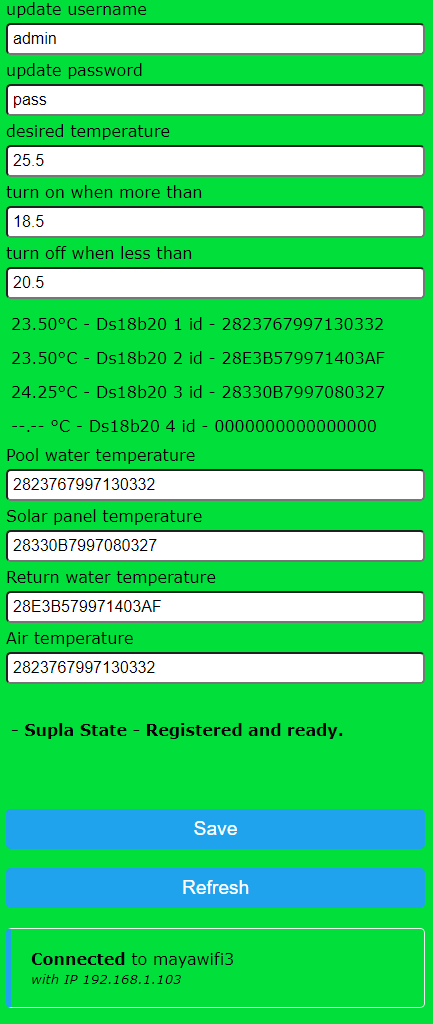 update username
admin
update password
pass
desired temperature
25.5
turn on when more than
18.5
turn off when less than
20.5
23.50°C - Ds18b20 1 id - 2823767997130332
23.50°C - Ds18b20 2 id - 28E3B579971403AF
24.25°C - Ds18b20 3 id - 28330B7997080327
--.-- °C - Ds18b20 4 id - 0000000000000000
Pool water temperature
2823767997130332
Solar panel temperature
28330B7997080327
Return water temperature
28E3B579971403AF
Air temperature
2823767997130332
- Supla State - Registered and ready.
Save
Refresh
Connected to mayawifi3
with IP 192.168.1.103